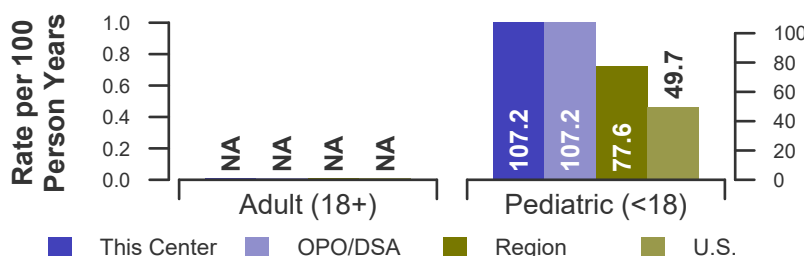 Rate per 100
Person Years
1.0
0.8
0.6
0.4
0.2
0.0
NA
NA
NA
NA
Adult (18+)
107.2
107.2
77.6
49.7
Pediatric (<18)
100
80
60
40
20
0
This Center
OPO/DSA
Region
U.S.